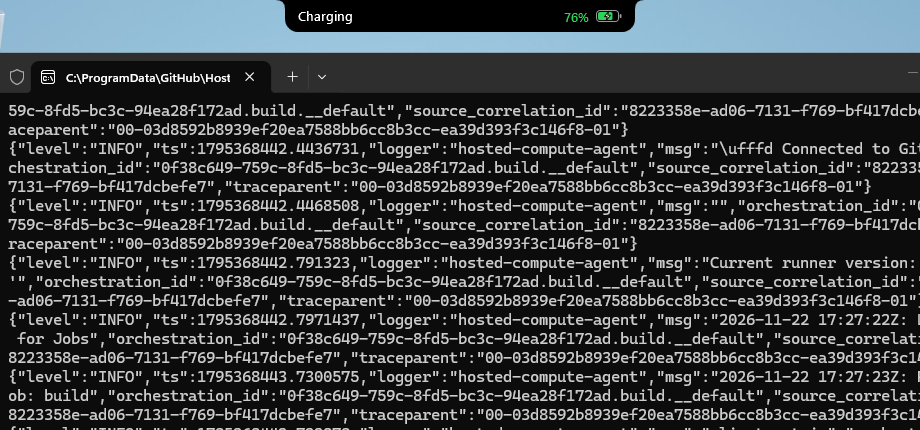 Charging 76%
C:\ProgramData\GitHub\Host
59c-8fd5-bc3c-94ea28f172ad.build.__default","source_correlation_id":"8223358e-ad06-7131-f769-bf417dcbe
aceparent":"00-03d8592b8939ef20ea7588bb6cc8b3cc-ea39d393f3c146f8-01"}
{"level":"INFO","ts":1795368442.4436731,"logger":"hosted-compute-agent","msg":"\ufffd Connected to Git
chestration_id":"0f38c649-759c-8fd5-bc3c-94ea28f172ad.build.__default","source_correlation_id":"82233
7131-f769-bf417dcbefe7","traceparent":"00-03d8592b8939ef20ea7588bb6cc8b3cc-ea39d393f3c146f8-01"}
{"level":"INFO","ts":1795368442.4468508,"logger":"hosted-compute-agent","msg":"","orchestration_id":"
759c-8fd5-bc3c-94ea28f172ad.build.__default","source_correlation_id":"8223358e-ad06-7131-f769-bf417dcb
raceparent":"00-03d8592b8939ef20ea7588bb6cc8b3cc-ea39d393f3c146f8-01"}
{"level":"INFO","ts":1795368442.791323,"logger":"hosted-compute-agent","msg":"Current runner version:
'","orchestration_id":"0f38c649-759c-8fd5-bc3c-94ea28f172ad.build.__default","source_correlation_id":"
-ad06-7131-f769-bf417dcbefe7","traceparent":"00-03d8592b8939ef20ea7588bb6cc8b3cc-ea39d393f3c146f8-01"
{"level":"INFO","ts":1795368442.7971437,"logger":"hosted-compute-agent","msg":"2026-11-22 17:27:22Z:
for Jobs","orchestration_id":"0f38c649-759c-8fd5-bc3c-94ea28f172ad.build.__default","source_correlati
8223358e-ad06-7131-f769-bf417dcbefe7","traceparent":"00-03d8592b8939ef20ea7588bb6cc8b3cc-ea39d393f3c14
{"level":"INFO","ts":1795368443.7300575,"logger":"hosted-compute-agent","msg":"2026-11-22 17:27:23Z:
ob: build","orchestration_id":"0f38c649-759c-8fd5-bc3c-94ea28f172ad.build.__default","source_correlati
8223358e-ad06-7131-f769-bf417dcbefe7","traceparent":"00-03d8592b8939ef20ea7588bb6cc8b3cc-ea39d393f3c14